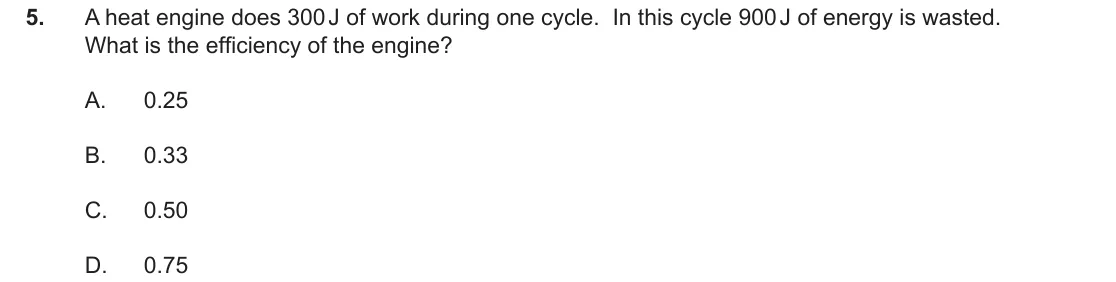 5. A heat engine does 300 J of work during one cycle. In this cycle 900 J of energy is wasted.
What is the efficiency of the engine?
A. 0.25
B. 0.33
C. 0.50
D. 0.75